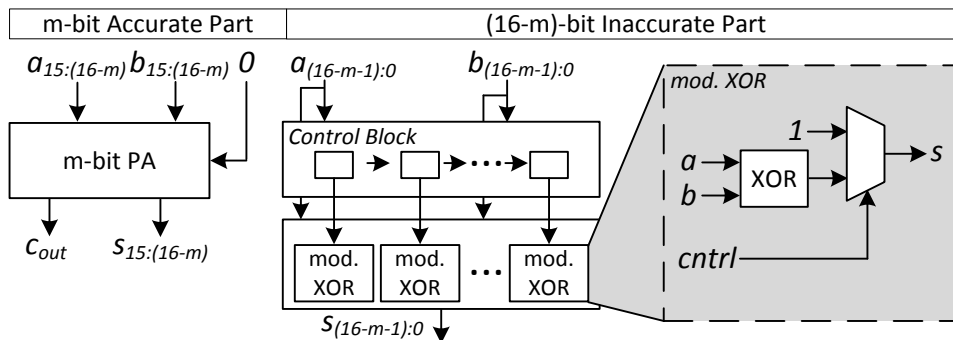 m-bit Accurate Part (16-m)-bit Inaccurate Part
a15:(16-m) b15:(16-m) 0 a(16-m-1):0 b(16-m-1):0
mod. XOR
Control Block
1
m-bit PA
a
b
XOR
s
cout s15:(16-m)
mod. XOR mod. XOR ••• mod. XOR
cntrl
s(16-m-1):0